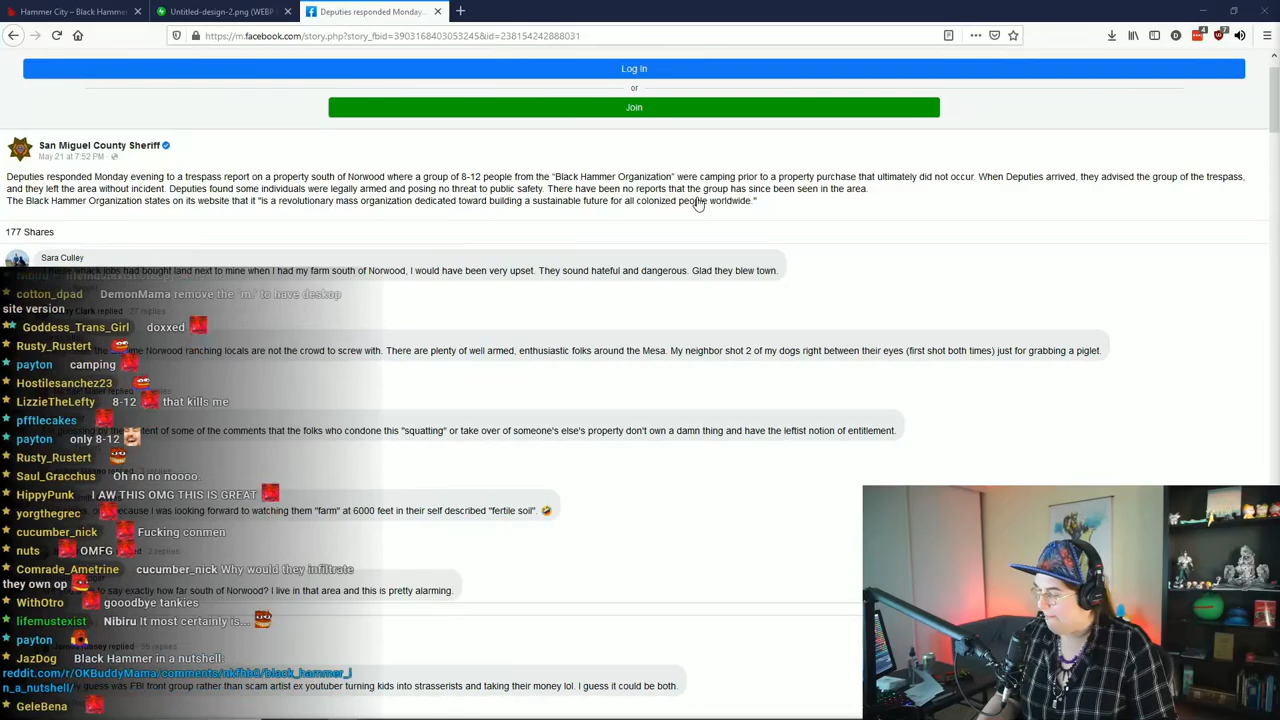 Hammer City – Black Hammer
Untitled-design-2.png (WEBP
Deputies responded Monday
https://m.facebook.com/story.php?story_fbid=3903168403053245&id=238154242888031
Log In
or
Join
San Miguel County Sheriff
May 21 at 7:52 PM
Deputies responded Monday evening to a trespass report on a property south of Norwood where a group of 8-12 people from the "Black Hammer Organization" were camping prior to a property purchase that ultimately did not occur. When Deputies arrived, they advised the group of the trespass,
and they left the area without incident. Deputies found some individuals were legally armed and posing no threat to public safety. There have been no reports that the group has since been seen in the area.
The Black Hammer Organization states on its website that it "is a revolutionary mass organization dedicated toward building a sustainable future for all colonized people worldwide."
177 Shares
Sara Culley
jobs had bought land next to mine when I had my farm south of Norwood, I would have been very upset. They sound hateful and dangerous. Glad they blew town.
cotton_dpad DemonMama remove the "m." to have deskop
site version
Clark replied · 27 replies
Goddess_Trans_Girl doxxed
Rusty_Rustert
Norwood ranching locals are not the crowd to screw with. There are plenty of well armed, enthusiastic folks around the Mesa. My neighbor shot 2 of my dogs right between their eyes (first shot both times) just for grabbing a piglet.
payton camping
Hostilesanchez23
LizzieTheLefty 8-12 that kills me
pfftlecakes
of some of the comments that the folks who condone this "squatting" or take over of someone's else's property don't own a damn thing and have the leftist notion of entitlement.
payton only 8-12
Rusty_Rustert
Saul_Gracchus Oh no no noooo.
HippyPunk I AW THIS OMG THIS IS GREAT
yorgthegrec
because I was looking forward to watching them "farm" at 6000 feet in their self described "fertile soil".
cucumber_nick Fucking conmen
nuts OMFG
2 replies
Comrade_Ametrine cucumber_nick Why would they infiltrate
they own op
to say exactly how far south of Norwood? I live in that area and this is pretty alarming.
WithOtro gooodbye tankies
lifemustexist Nibiru It most certainly is...
payton
replied
JazDog Black Hammer in a nutshell:
reddit.com/r/OKBuddyMama/comments/
n_a_nutshell/
guess was FBI front group rather than scam artist ex youtuber turning kids into strasserists and taking their money lol. I guess it could be both.
GeleBena